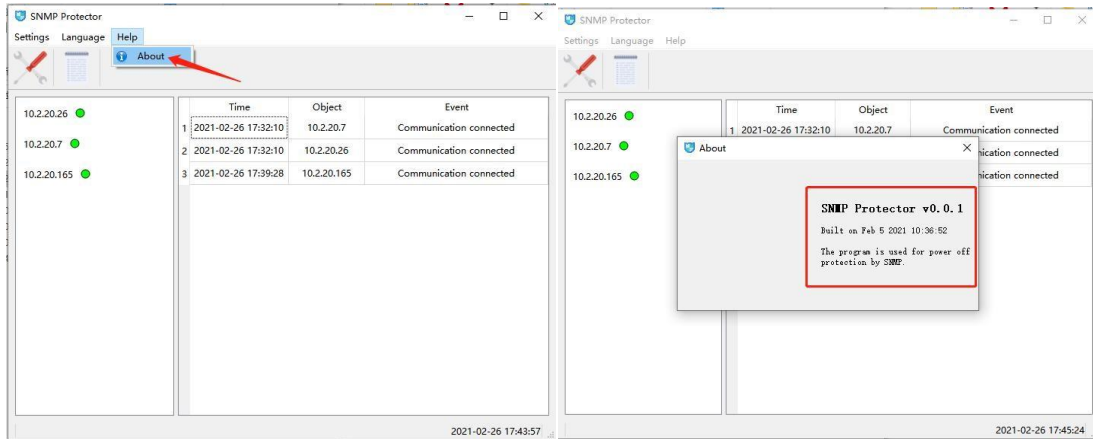 SNMP Protector
Settings Language Help
About
10.2.20.26
10.2.20.7
10.2.20.165
Time Object Event
1 2021-02-26 17:32:10 10.2.20.7 Communication connected
2 2021-02-26 17:32:10 10.2.20.26 Communication connected
3 2021-02-26 17:39:28 10.2.20.165 Communication connected
2021-02-26 17:43:57
SNMP Protector
Settings Language Help
10.2.20.26
10.2.20.7
10.2.20.165
Time Object Event
1 2021-02-26 17:32:10 10.2.20.7 Communication connected
nication connected
nication connected
About
SNMP Protector v0.0.1
Built on Feb 5 2021 10:36:52
The program is used for power off
protection by SNMP.
2021-02-26 17:45:24